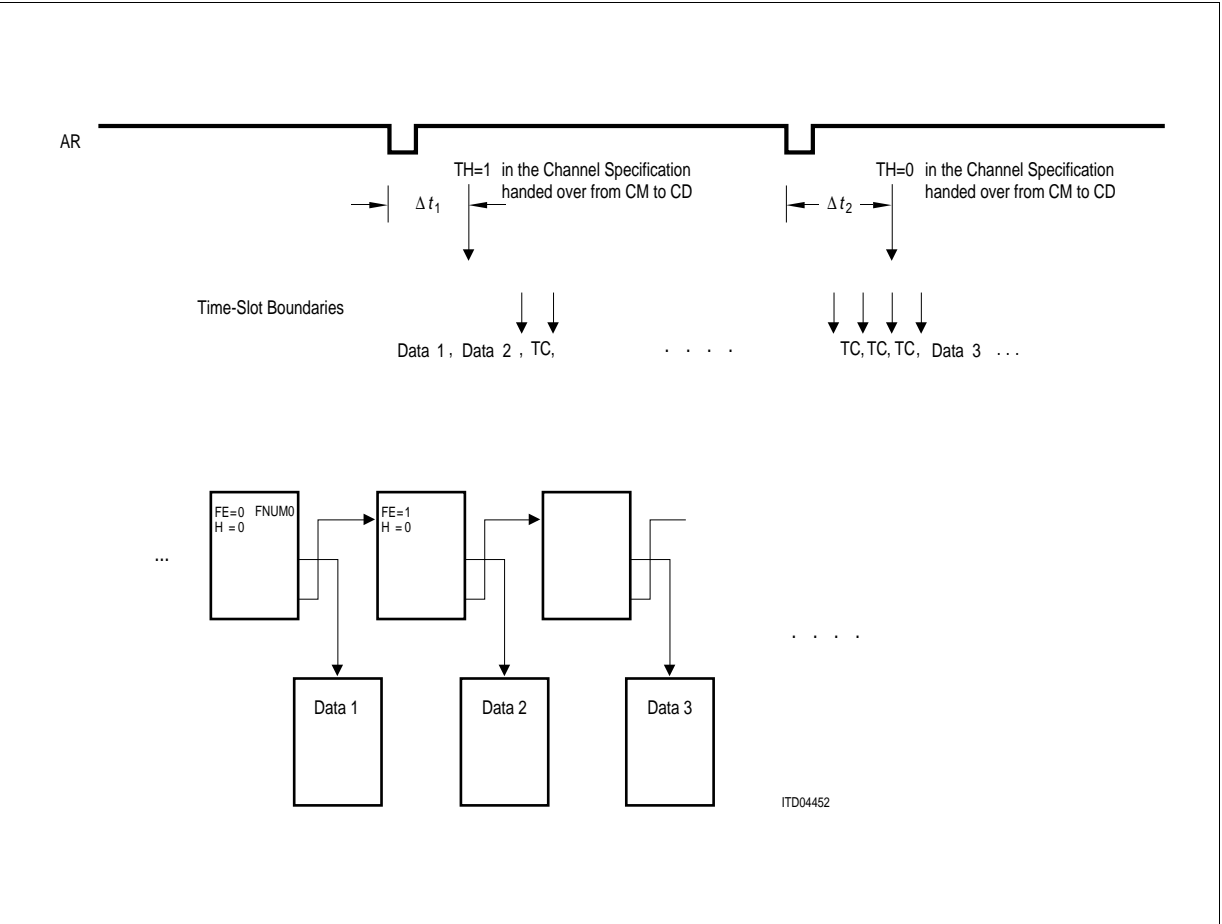 AR
TH=1 in the Channel Specification
handed over from CM to CD
TH=0 in the Channel Specification
handed over from CM to CD
Δt₁
Δt₂
Time-Slot Boundaries
Data 1, Data 2, TC, . . . . TC, TC, TC, Data 3 ...
FE=0 FNUM0
H =0
FE=1
H =0
...
. . . .
Data 1
Data 2
Data 3
ITD04452